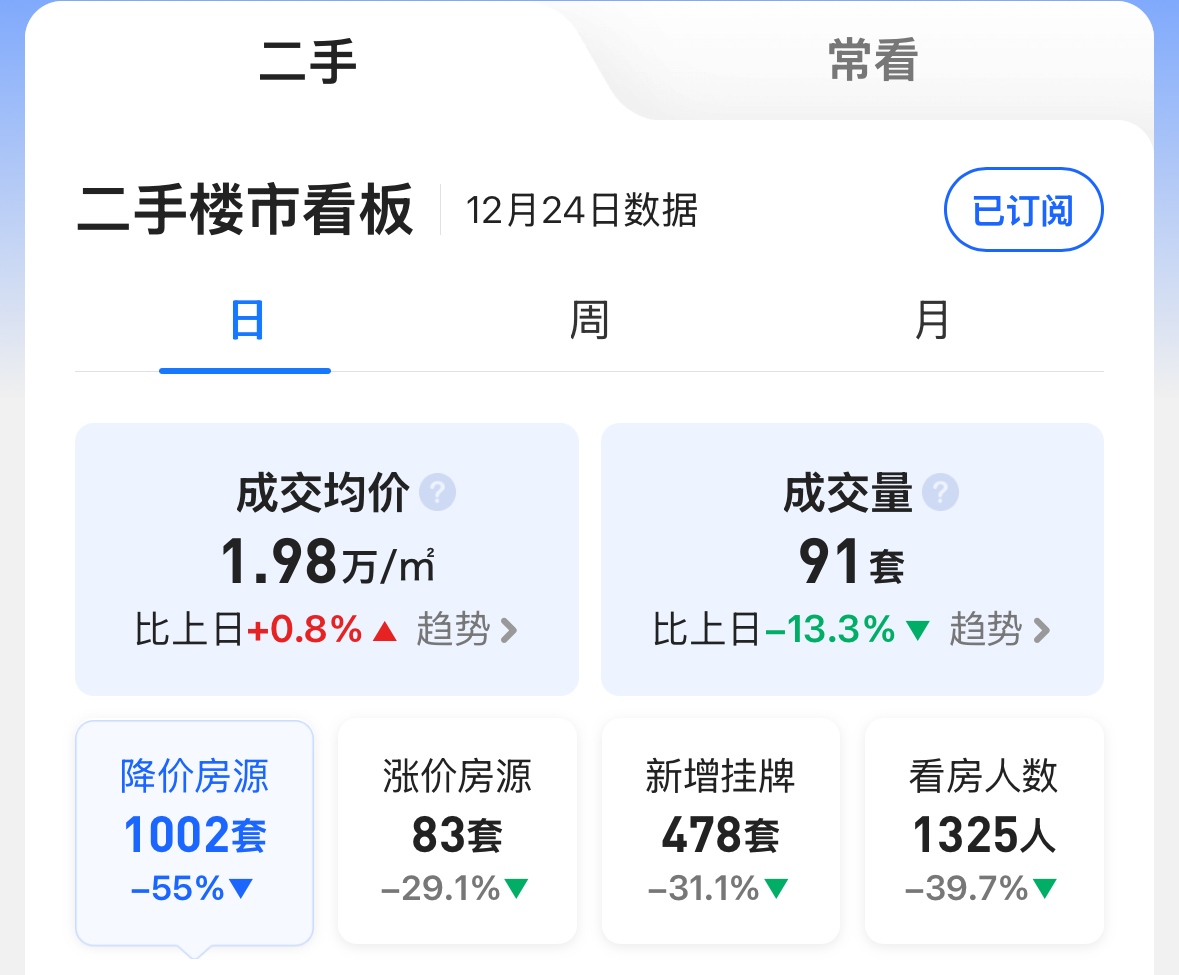 二手 常看
二手楼市看板 12月24日数据 已订阅
日 周 月
成交均价 ?
1.98万/㎡
比上日+0.8%▲ 趋势 >
成交量 ?
91套
比上日-13.3%▼ 趋势 >
降价房源
1002套
-55%▼
涨价房源
83套
-29.1%▼
新增挂牌
478套
-31.1%▼
看房人数
1325人
-39.7%▼